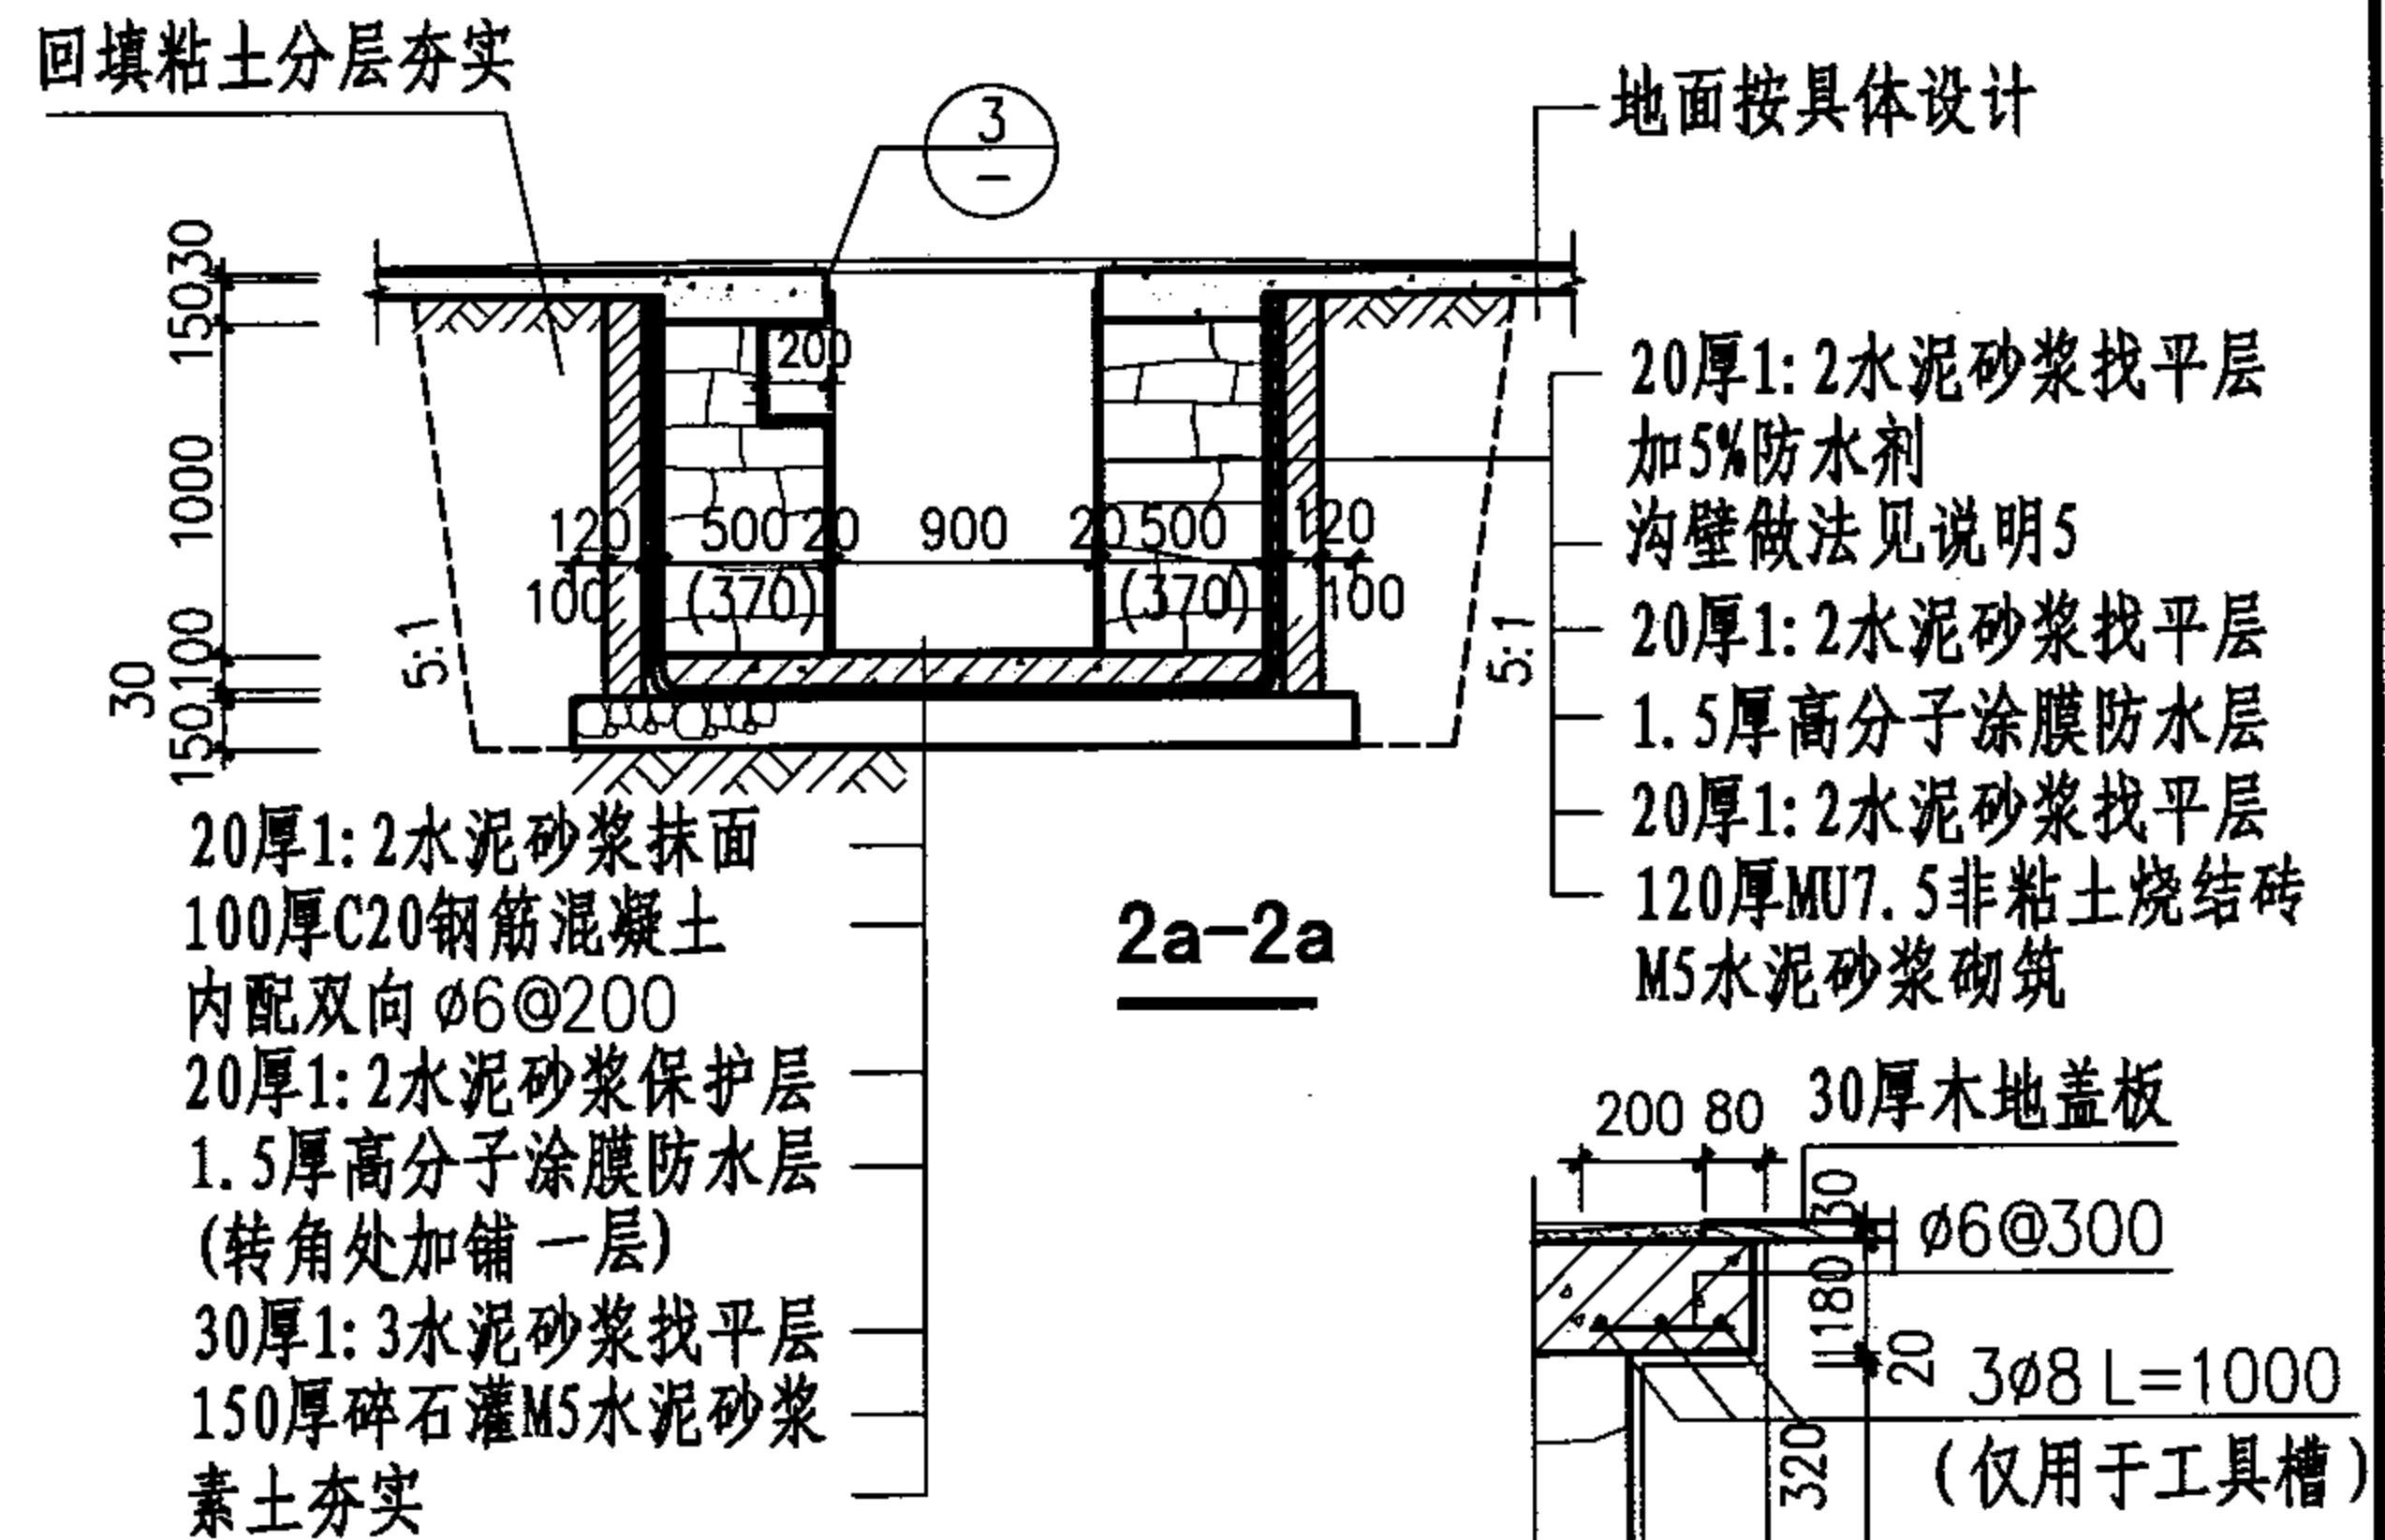 回填粘土分层夯实
3
-
地面按具体设计
30
150
1000
100
30
150
200
120 500 20 900 20 500 120
100 (370) (370) 100
5:1
5:1
20厚1:2水泥砂浆找平层
加5%防水剂
沟壁做法见说明5
20厚1:2水泥砂浆找平层
1.5厚高分子涂膜防水层
20厚1:2水泥砂浆找平层
120厚MU7.5非粘土烧结砖
M5水泥砂浆砌筑
20厚1:2水泥砂浆抹面
100厚C20钢筋混凝土
内配双向ø6@200
20厚1:2水泥砂浆保护层
1.5厚高分子涂膜防水层
(转角处加铺一层)
30厚1:3水泥砂浆找平层
150厚碎石灌M5水泥砂浆
素土夯实
2a-2a
200 80
30厚木地盖板
30
ø6@300
180
20
3ø8 L=1000
(仅用于工具槽)
320